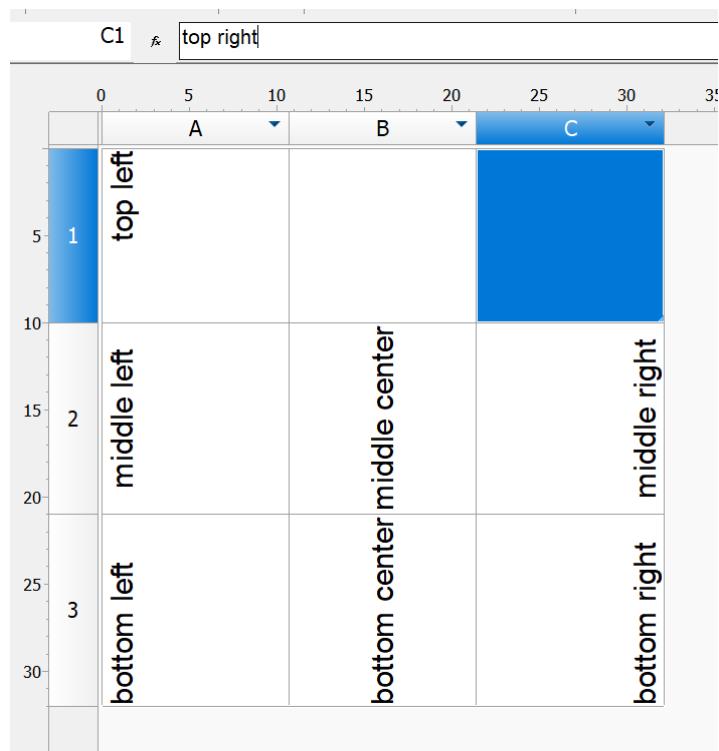 C1 fx top right
0 5 10 15 20 25 30 35
A B C
1
2
3
5
10
15
20
25
30
top left
middle left
middle center
middle right
bottom left
bottom center
bottom right